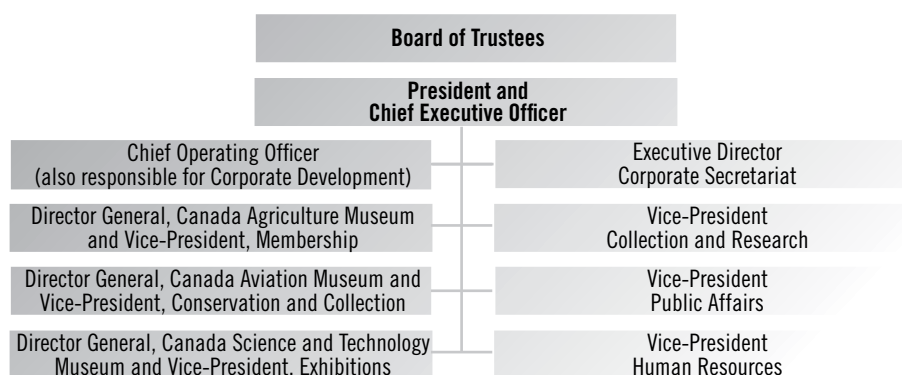 Board of Trustees
President and
Chief Executive Officer
Chief Operating Officer
(also responsible for Corporate Development)
Executive Director
Corporate Secretariat
Director General, Canada Agriculture Museum
and Vice-President, Membership
Vice-President
Collection and Research
Director General, Canada Aviation Museum and
Vice-President, Conservation and Collection
Vice-President
Public Affairs
Director General, Canada Science and Technology
Museum and Vice-President, Exhibitions
Vice-President
Human Resources